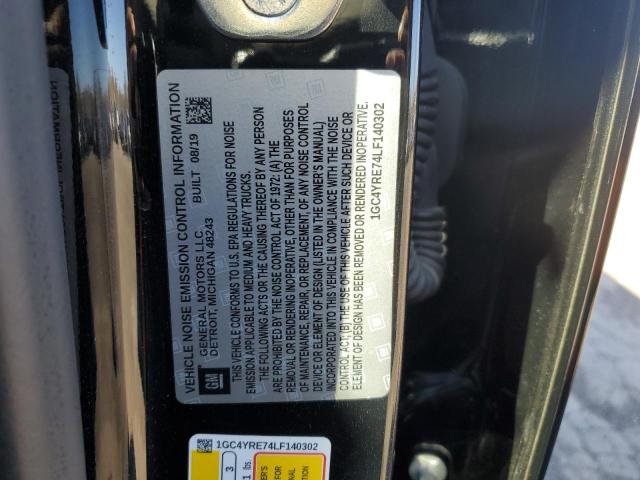 VEHICLE NOISE EMISSION CONTROL INFORMATION
GM
GENERAL MOTORS LLC
DETROIT, MICHIGAN 48243
BUILT 08/19
THIS VEHICLE CONFORMS TO U.S. EPA REGULATIONS FOR NOISE
EMISSION APPLICABLE TO MEDIUM AND HEAVY TRUCKS.
THE FOLLOWING ACTS OR THE CAUSING THEREOF BY ANY PERSON
ARE PROHIBITED BY THE NOISE CONTROL ACT OF 1972: (A) THE
REMOVAL OR RENDERING INOPERATIVE, OTHER THAN FOR PURPOSES
OF MAINTENANCE, REPAIR, OR REPLACEMENT, OF ANY NOISE CONTROL
DEVICE OR ELEMENT OF DESIGN (LISTED IN THE OWNER'S MANUAL)
INCORPORATED INTO THIS VEHICLE IN COMPLIANCE WITH THE NOISE
CONTROL ACT, (B) THE USE OF THIS VEHICLE AFTER SUCH DEVICE OR
ELEMENT OF DESIGN HAS BEEN REMOVED OR RENDERED INOPERATIVE.
1GC4YRE74LF140302
1GC4YRE74LF140302
3
1 lbs.